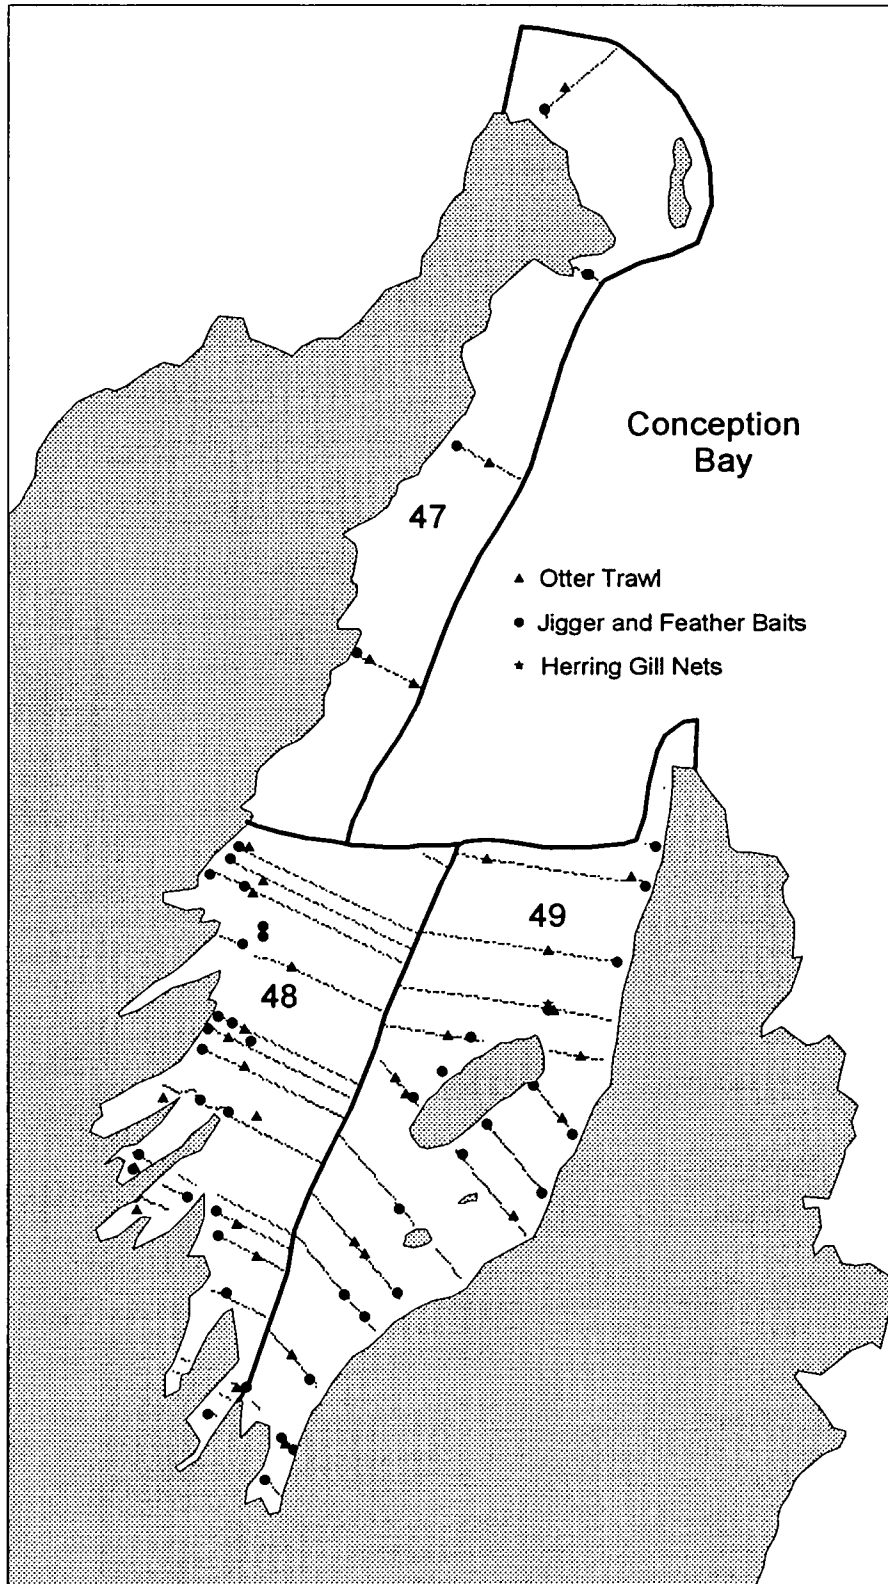 Conception
Bay
47
Otter Trawl
Jigger and Feather Baits
Herring Gill Nets
49
48